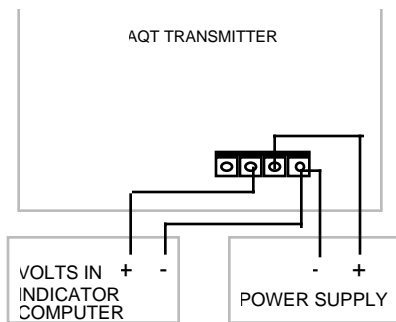 AQT TRANSMITTER
VOLTS IN + -
INDICATOR
COMPUTER
- +
POWER SUPPLY